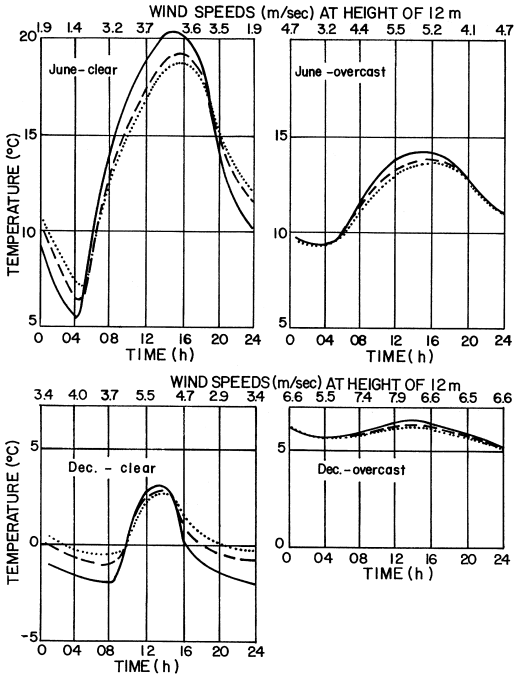 WIND SPEEDS (m/sec) AT HEIGHT OF 12 m
1.9 1.4 3.2 3.7 3.6 3.5 1.9 4.7 3.2 4.4 5.5 5.2 4.1 4.7
20
June-clear
June-overcast
15
15
TEMPERATURE (°C)
10
10
5
5
0 04 08 12 16 20 24
0 04 08 12 16 20 24
TIME (h)
TIME (h)
WIND SPEEDS (m/sec) AT HEIGHT OF 12 m
3.4 4.0 3.7 5.5 4.7 2.9 3.4 6.6 5.5 7.4 7.9 6.6 6.5 6.6
5
5
Dec. - clear
Dec.-overcast
TEMPERATURE (°C)
0
0
0 04 08 12 16 20 24
TIME (h)
-5
0 04 08 12 16 20 24
TIME (h)